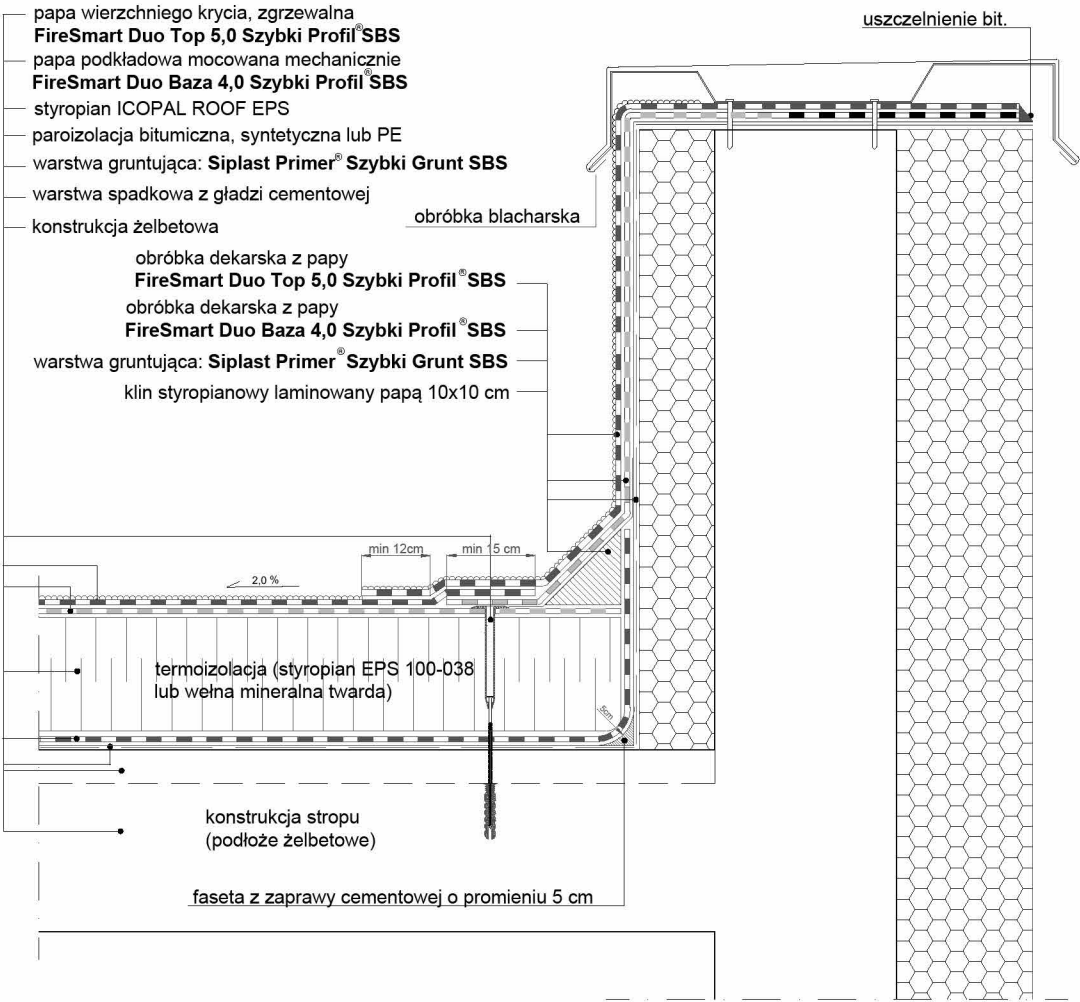 papa wierzchniego krycia, zgrzewalna
FireSmart Duo Top 5,0 Szybki Profil® SBS
papa podkładowa mocowana mechanicznie
FireSmart Duo Baza 4,0 Szybki Profil® SBS
styropian ICOPAL ROOF EPS
paroizolacja bitumiczna, syntetyczna lub PE
warstwa gruntująca: Siplast Primer® Szybki Grunt SBS
warstwa spadkowa z gładzi cementowej
konstrukcja żelbetowa
uszczelnienie bit.
obróbka blacharska
obróbka dekarska z papy
FireSmart Duo Top 5,0 Szybki Profil® SBS
obróbka dekarska z papy
FireSmart Duo Baza 4,0 Szybki Profil® SBS
warstwa gruntująca: Siplast Primer® Szybki Grunt SBS
klin styropianowy laminowany papą 10x10 cm
min 12cm
min 15 cm
2,0 %
termoizolacja (styropian EPS 100-038
lub wełna mineralna twarda)
5cm
konstrukcja stropu
(podłoże żelbetowe)
faseta z zaprawy cementowej o promieniu 5 cm